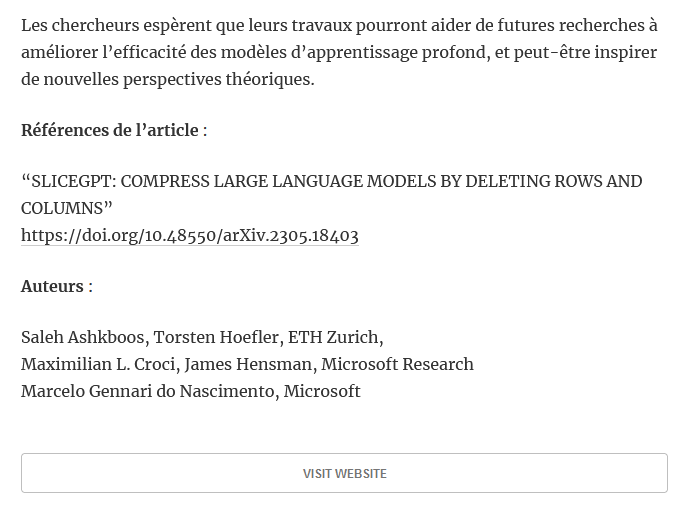 Les chercheurs espèrent que leurs travaux pourront aider de futures recherches à
améliorer l’efficacité des modèles d’apprentissage profond, et peut-être inspirer
de nouvelles perspectives théoriques.
Références de l’article :
“SLICEGPT: COMPRESS LARGE LANGUAGE MODELS BY DELETING ROWS AND
COLUMNS”
https://doi.org/10.48550/arXiv.2305.18403
Auteurs :
Saleh Ashkboos, Torsten Hoefler, ETH Zurich,
Maximilian L. Croci, James Hensman, Microsoft Research
Marcelo Gennari do Nascimento, Microsoft
VISIT WEBSITE